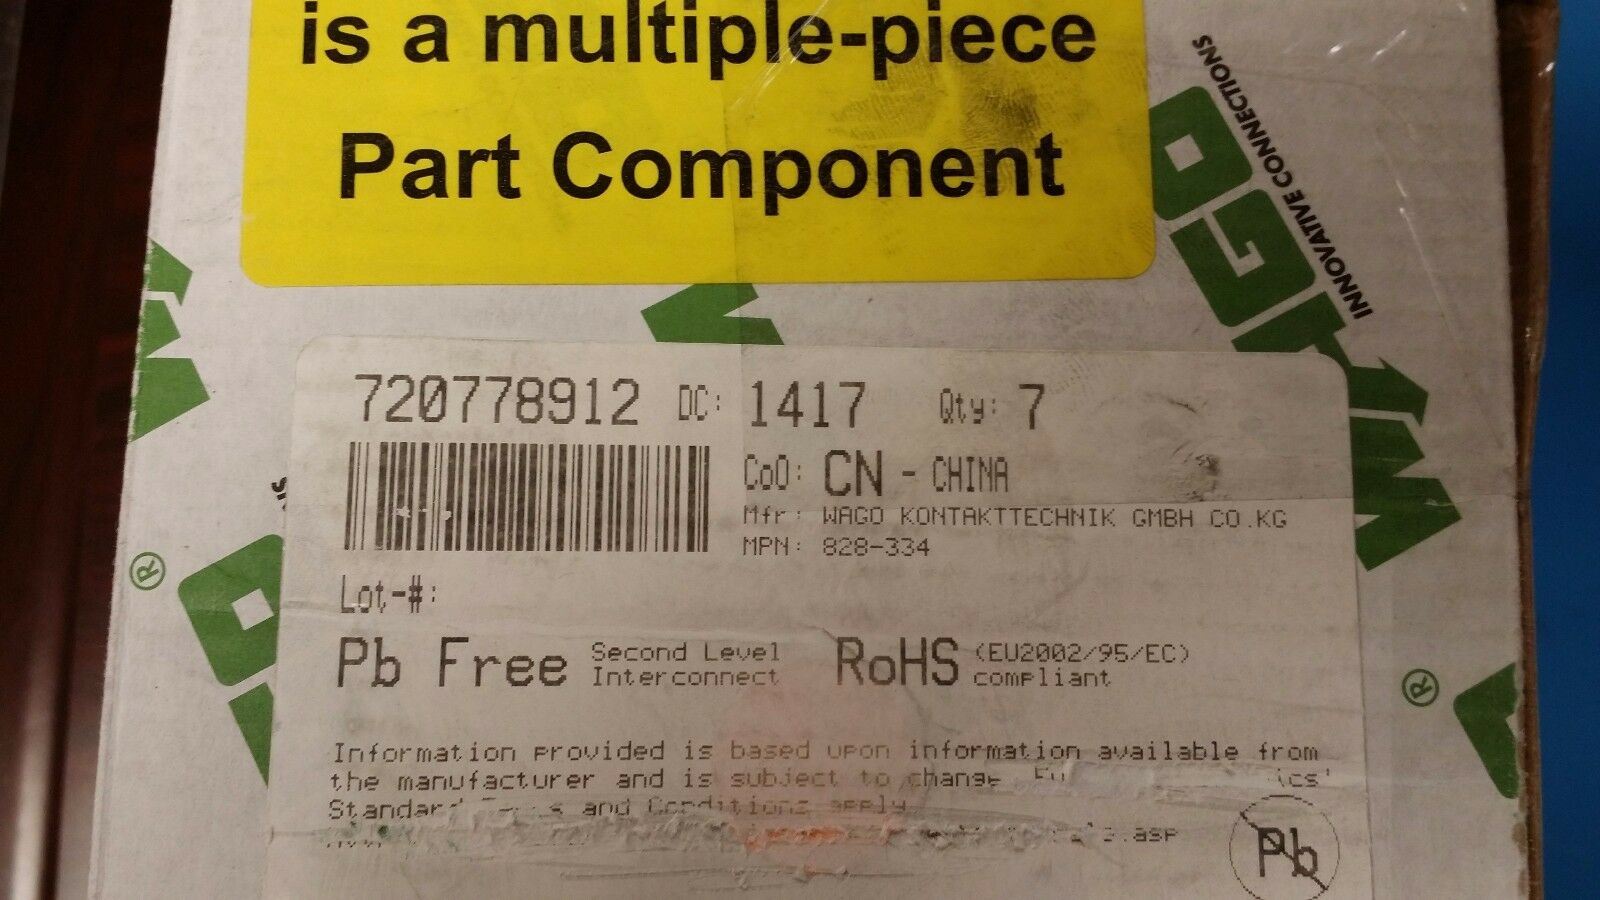 is a multiple-piece
Part Component
INNOVATIVE CONNECTIONS
WAGO
720778912 DC: 1417 Qty: 7
CoO: CN - CHINA
Mfr: WAGO KONTAKTTECHNIK GMBH CO.KG
MPN: 828-334
Lot-#:
Pb Free Second Level Interconnect RoHS (EU2002/95/EC) compliant
Information provided is based upon information available from
the manufacturer and is subject to change
and Conditions apply.
Pb
®
®